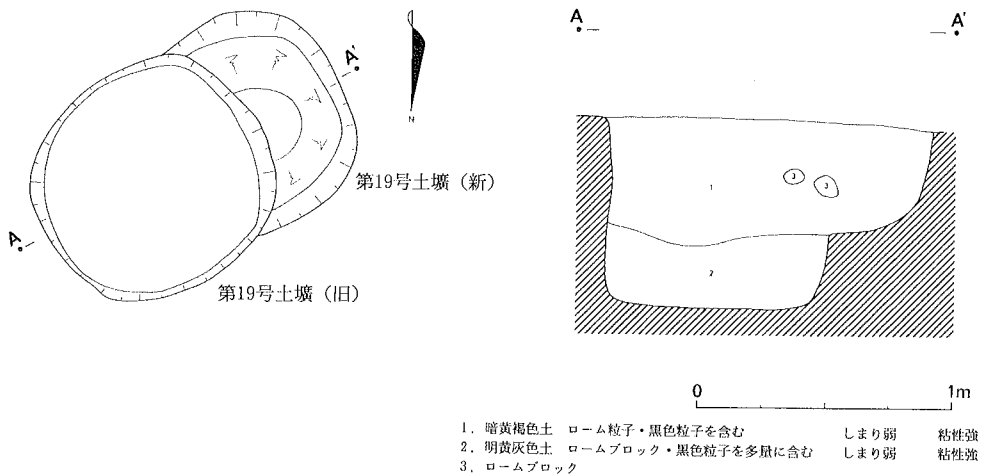 A A'
A'
N
第19号土壙（新）
A
第19号土壙（旧）
1
3
3
2
0 1m
1. 暗黄褐色土 ローム粒子・黒色粒子を含む しまり弱 粘性強
2. 明黄灰色土 ロームブロック・黒色粒子を多量に含む しまり弱 粘性強
3. ロームブロック